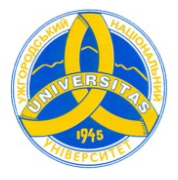 УЖГОРОДСЬКИЙ НАЦІОНАЛЬНИЙ
UNIVERSITAS
1945
УНІВЕРСИТЕТ